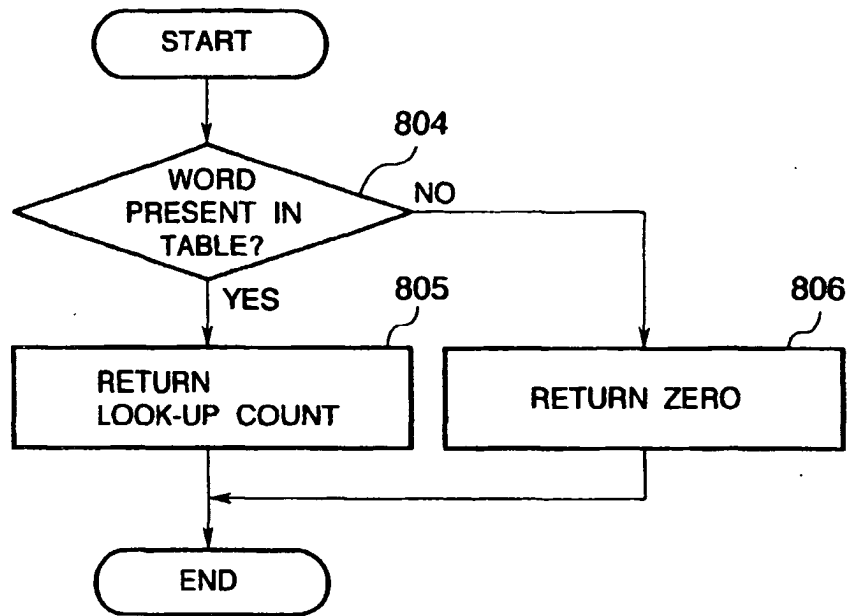 START
804
WORD
PRESENT IN
TABLE?
NO
YES
805
806
RETURN
LOOK-UP COUNT
RETURN ZERO
END